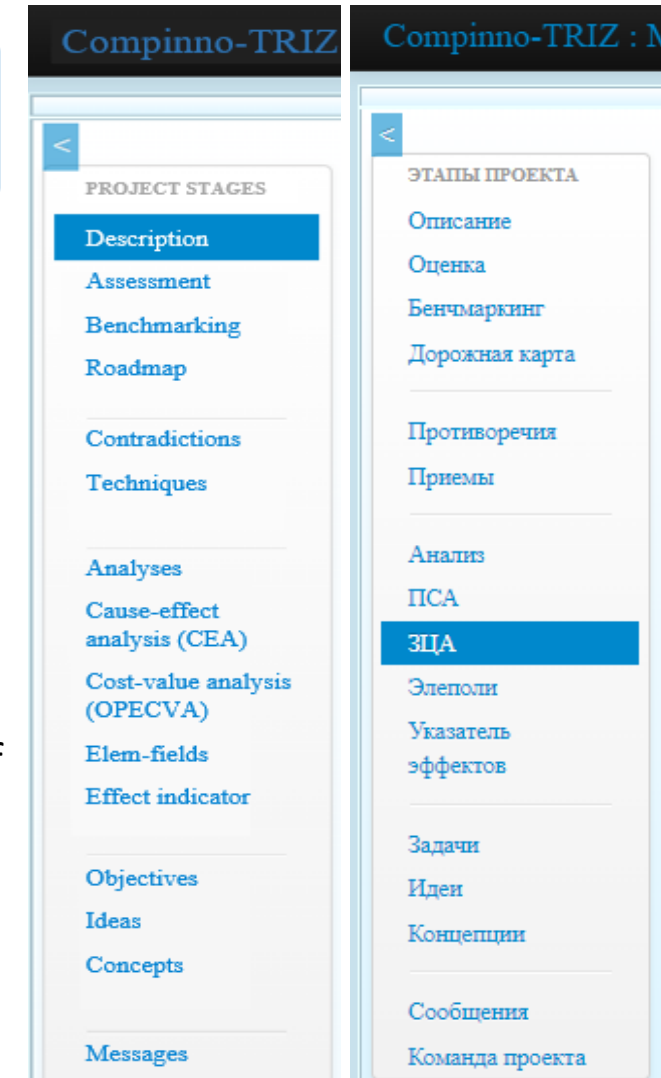 Compinno-TRIZ
<
PROJECT STAGES
Description
Assessment
Benchmarking
Roadmap
Contradictions
Techniques
Analyses
Cause-effect
analysis (CEA)
Cost-value analysis
(OPECVA)
Elem-fields
Effect indicator
Objectives
Ideas
Concepts
Messages
Compinno-TRIZ :
<
ЭТАПЫ ПРОЕКТА
Описание
Оценка
Бенчмаркинг
Дорожная карта
Противоречия
Приемы
Анализ
ПСА
ЗЦА
Элеполи
Указатель
эффектов
Задачи
Идеи
Концепции
Сообщения
Команда проекта